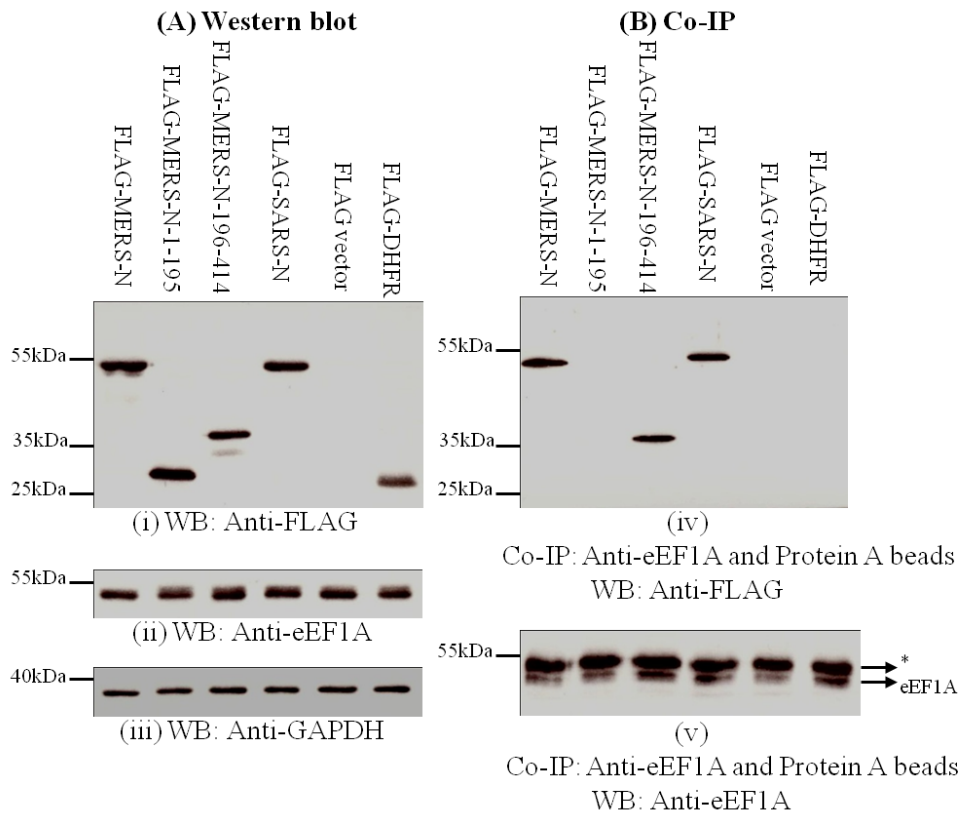 (A) Western blot
FLAG-MERS-N
FLAG-MERS-N-1-195
FLAG-MERS-N-196-414
FLAG-SARS-N
FLAG vector
FLAG-DHFR
55kDa
35kDa
25kDa
(i) WB: Anti-FLAG
55kDa
(ii) WB: Anti-eEF1A
40kDa
(iii) WB: Anti-GAPDH
(B) Co-IP
FLAG-MERS-N
FLAG-MERS-N-1-195
FLAG-MERS-N-196-414
FLAG-SARS-N
FLAG vector
FLAG-DHFR
55kDa
35kDa
25kDa
(iv)
Co-IP: Anti-eEF1A and Protein A beads
WB: Anti-FLAG
55kDa
*
eEF1A
(v)
Co-IP: Anti-eEF1A and Protein A beads
WB: Anti-eEF1A